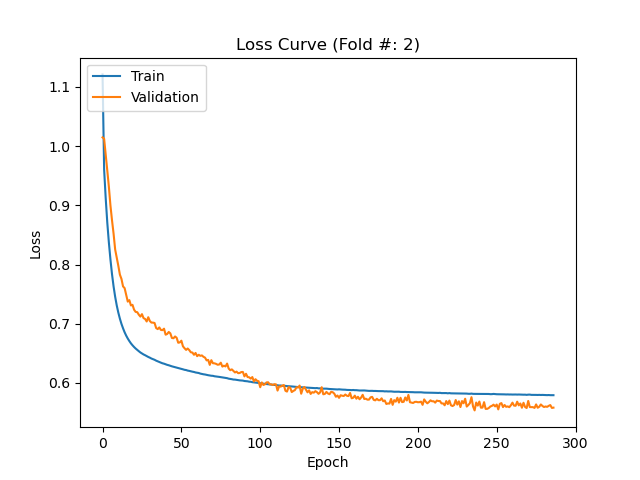 Loss Curve (Fold #: 2)
Train
Validation
1.1
1.0
0.9
0.8
0.7
0.6
Loss
0 50 100 150 200 250 300
Epoch